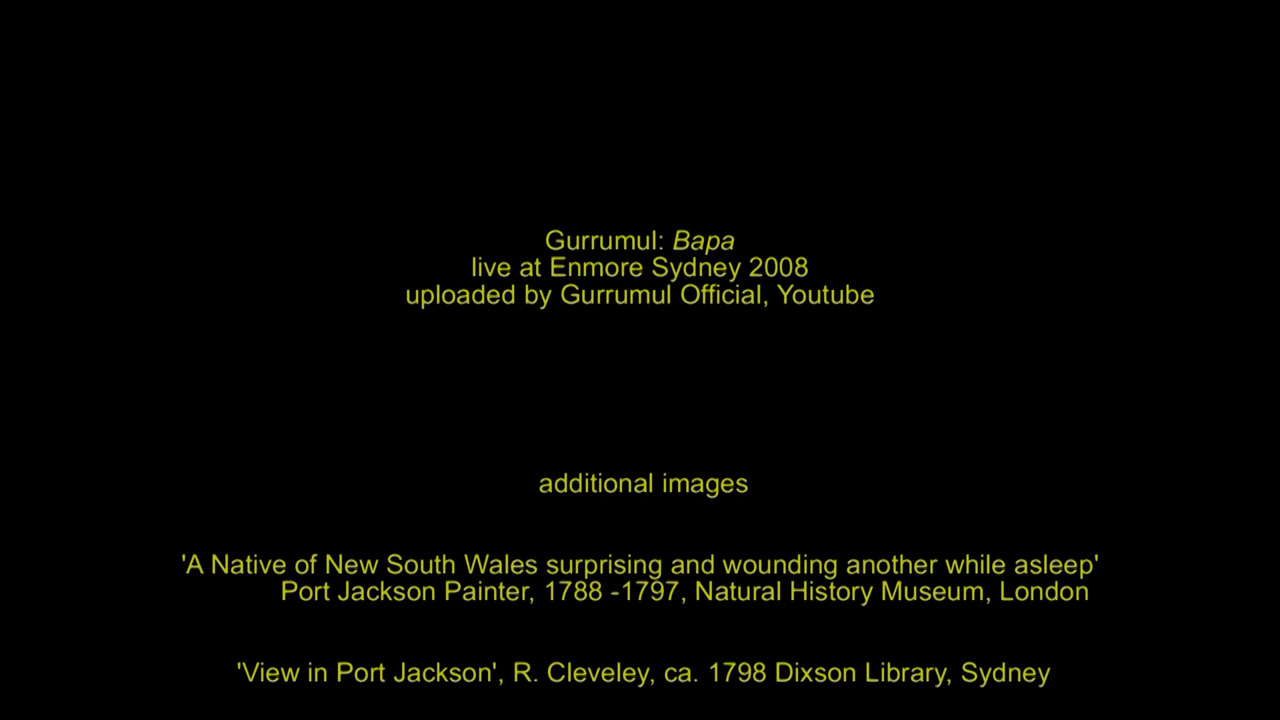 Gurrumul: Bapa
live at Enmore Sydney 2008
uploaded by Gurrumul Official, Youtube
additional images
'A Native of New South Wales surprising and wounding another while asleep'
Port Jackson Painter, 1788 -1797, Natural History Museum, London
'View in Port Jackson', R. Cleveley, ca. 1798 Dixson Library, Sydney